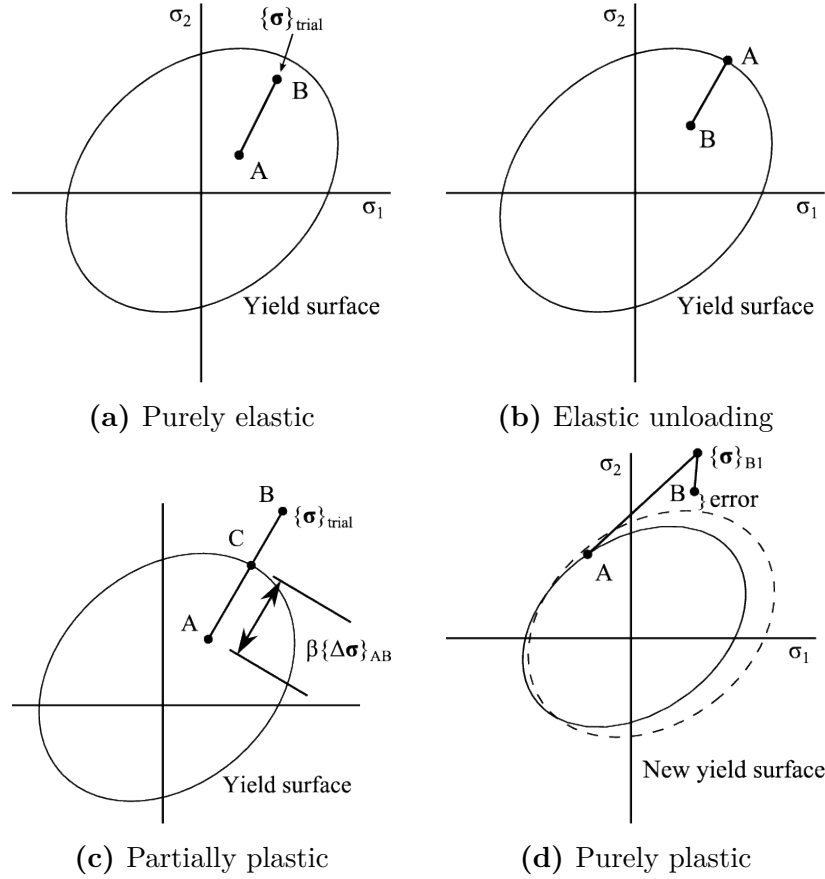 σ2
{σ}trial
B
A
σ1
Yield surface
(a) Purely elastic
σ2
A
B
σ1
Yield surface
(b) Elastic unloading
B
{σ}trial
C
A
β{Δσ}AB
Yield surface
(c) Partially plastic
σ2
{σ}B1
B
}error
A
σ1
New yield surface
(d) Purely plastic